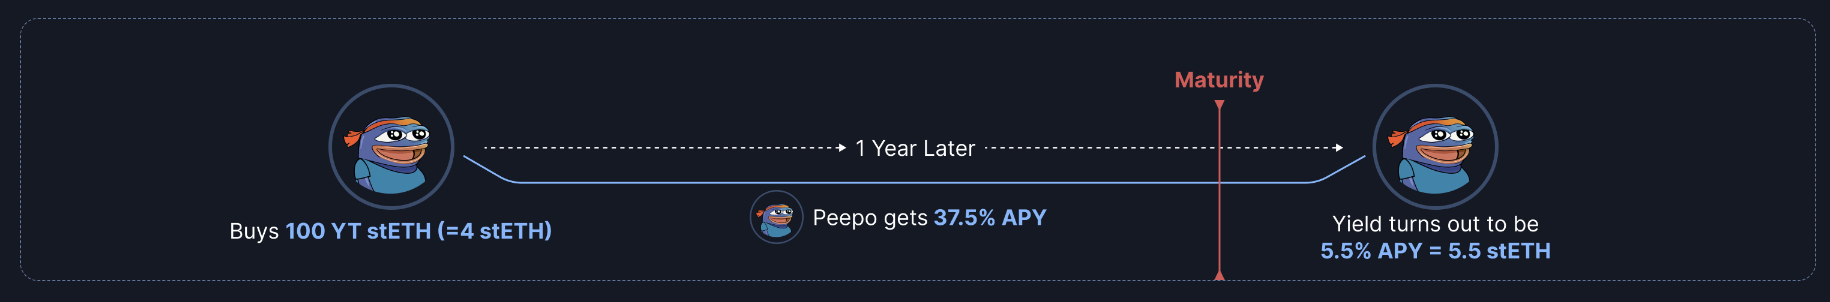 Maturity
1 Year Later
Buys 100 YT stETH (=4 stETH)
Peepo gets 37.5% APY
Yield turns out to be
5.5% APY = 5.5 stETH